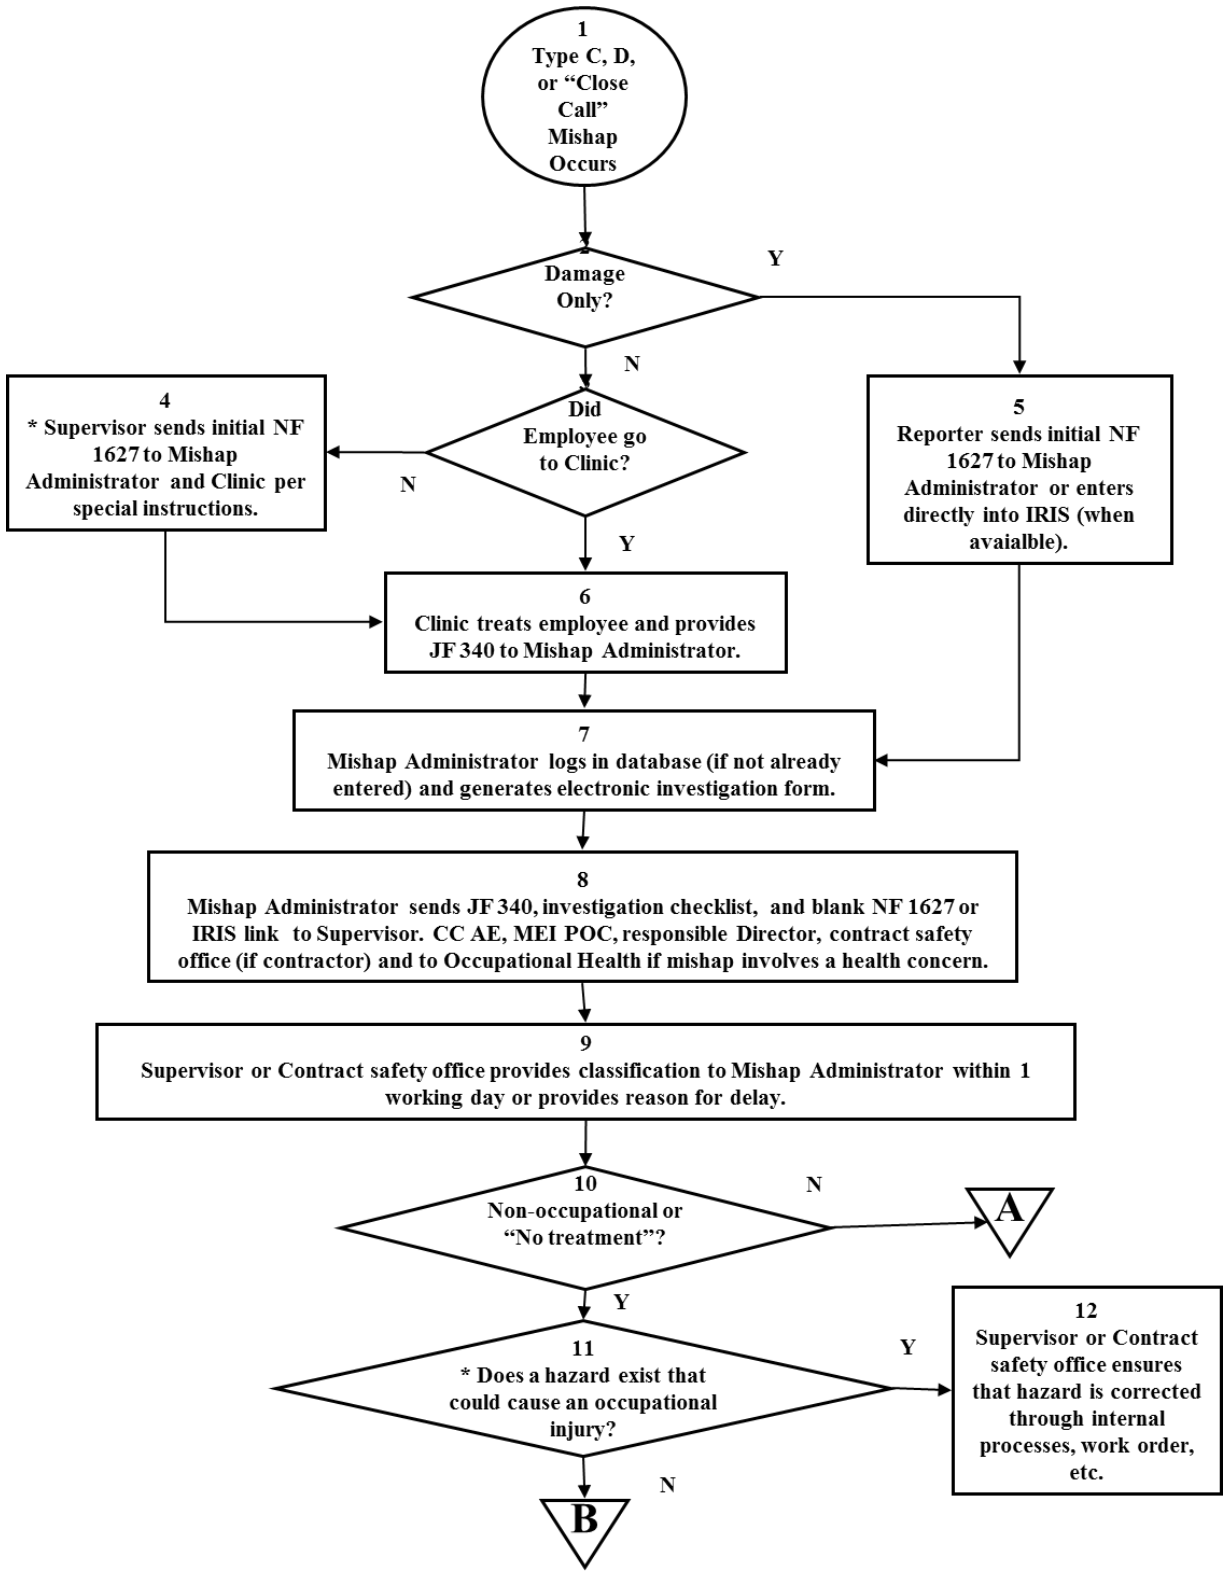 1
Type C, D,
or “Close
Call”
Mishap
Occurs
2
Damage
Only?
Y
N
Did
Employee go
to Clinic?
N
Y
4
* Supervisor sends initial NF
1627 to Mishap
Administrator and Clinic per
special instructions.
5
Reporter sends initial NF
1627 to Mishap
Administrator or enters
directly into IRIS (when
avaialble).
6
Clinic treats employee and provides
JF 340 to Mishap Administrator.
7
Mishap Administrator logs in database (if not already
entered) and generates electronic investigation form.
8
Mishap Administrator sends JF 340, investigation checklist, and blank NF 1627 or
IRIS link to Supervisor. CC AE, MEI POC, responsible Director, contract safety
office (if contractor) and to Occupational Health if mishap involves a health concern.
9
Supervisor or Contract safety office provides classification to Mishap Administrator within 1
working day or provides reason for delay.
10
Non-occupational or
“No treatment”?
N
A
Y
11
* Does a hazard exist that
could cause an occupational
injury?
Y
12
Supervisor or Contract
safety office ensures
that hazard is corrected
through internal
processes, work order,
etc.
N
B